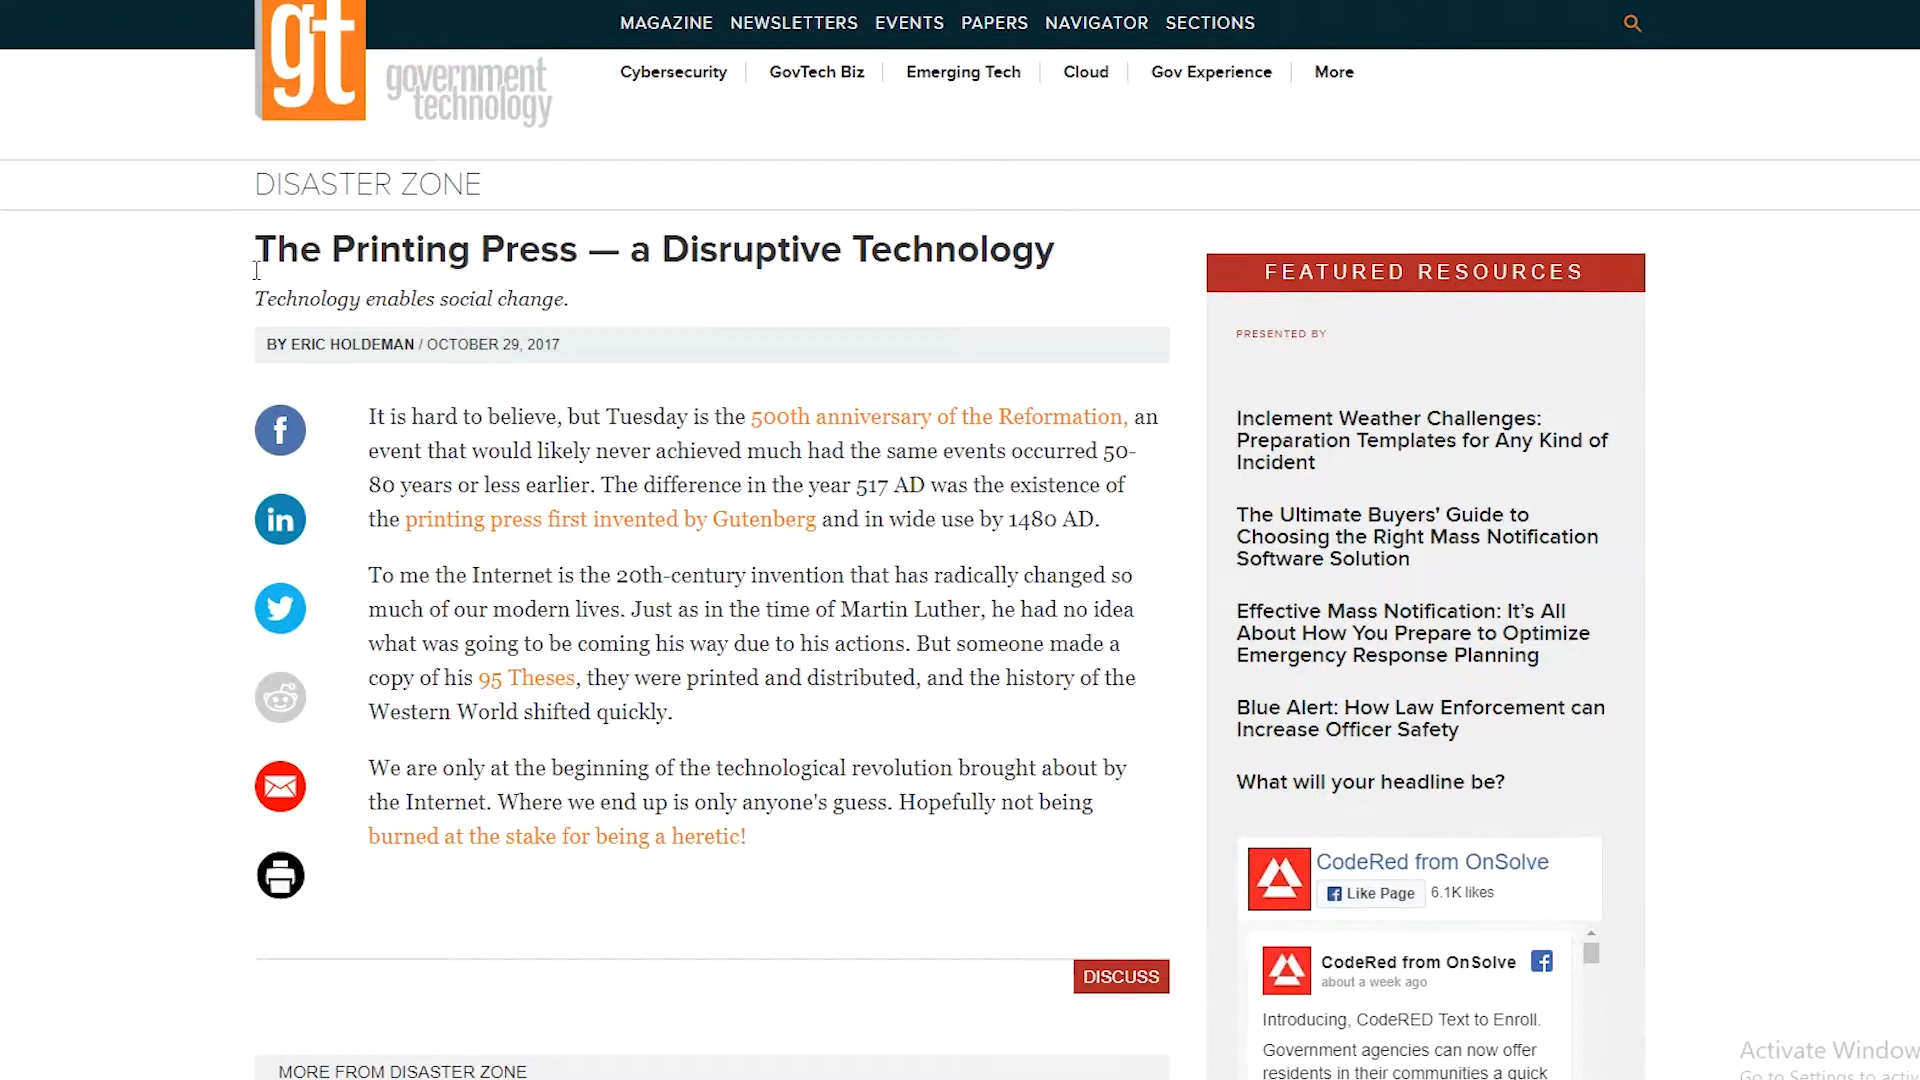 gt
government
technology
MAGAZINE NEWSLETTERS EVENTS PAPERS NAVIGATOR SECTIONS
Cybersecurity GovTech Biz Emerging Tech Cloud Gov Experience More
DISASTER ZONE
The Printing Press — a Disruptive Technology
Technology enables social change.
BY ERIC HOLDEMAN / OCTOBER 29, 2017
It is hard to believe, but Tuesday is the 500th anniversary of the Reformation, an
event that would likely never achieved much had the same events occurred 50-
80 years or less earlier. The difference in the year 517 AD was the existence of
the printing press first invented by Gutenberg and in wide use by 1480 AD.
To me the Internet is the 20th-century invention that has radically changed so
much of our modern lives. Just as in the time of Martin Luther, he had no idea
what was going to be coming his way due to his actions. But someone made a
copy of his 95 Theses, they were printed and distributed, and the history of the
Western World shifted quickly.
We are only at the beginning of the technological revolution brought about by
the Internet. Where we end up is only anyone's guess. Hopefully not being
burned at the stake for being a heretic!
DISCUSS
MORE FROM DISASTER ZONE
FEATURED RESOURCES
PRESENTED BY
Inclement Weather Challenges:
Preparation Templates for Any Kind of
Incident
The Ultimate Buyers' Guide to
Choosing the Right Mass Notification
Software Solution
Effective Mass Notification: It's All
About How You Prepare to Optimize
Emergency Response Planning
Blue Alert: How Law Enforcement can
Increase Officer Safety
What will your headline be?
CodeRed from OnSolve
Like Page 6.1K likes
CodeRed from OnSolve
about a week ago
Introducing, CodeRED Text to Enroll.
Government agencies can now offer
residents in their communities a quick
Activate Window
Go to Settings to activ